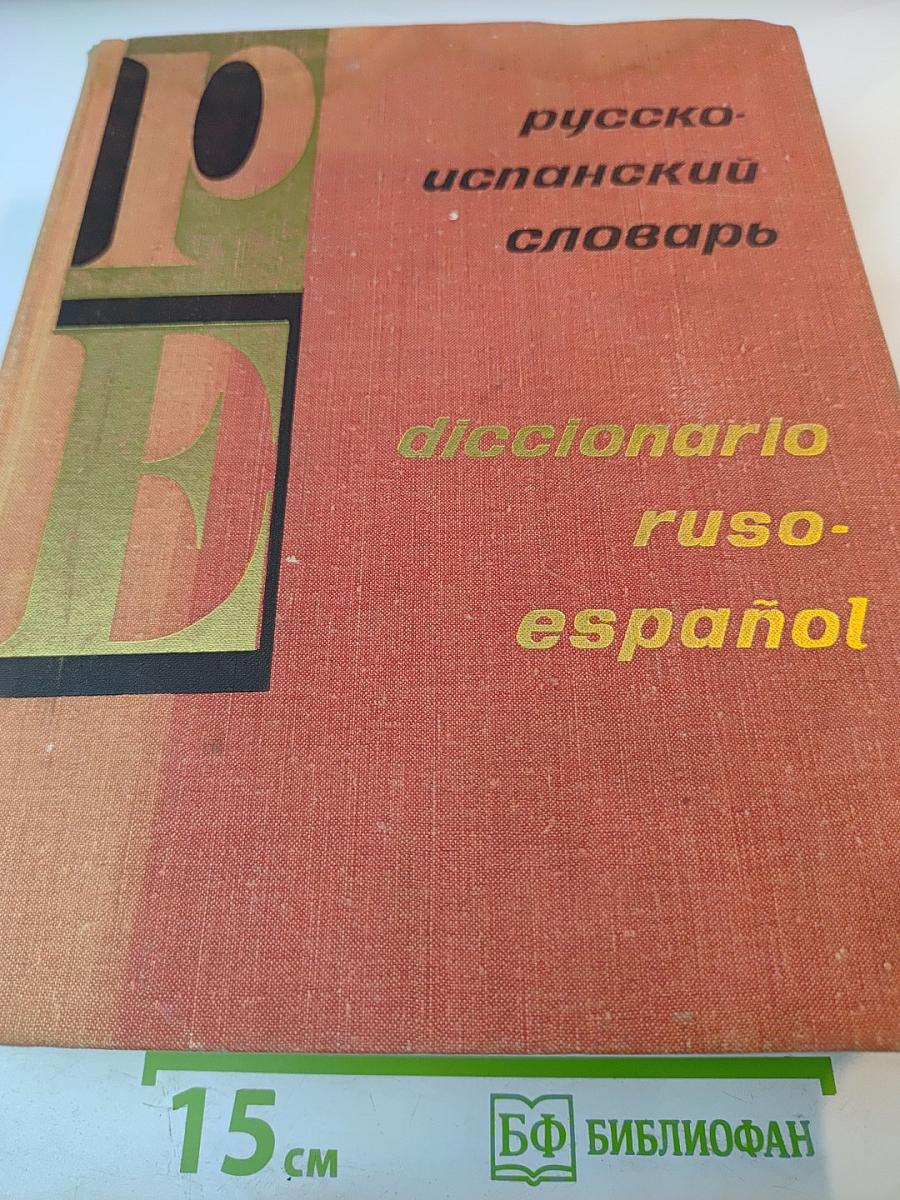 Р
Е
русско-
испанский
словарь
diccionario
ruso-
español
15 см
БФ БИБЛИОФАН